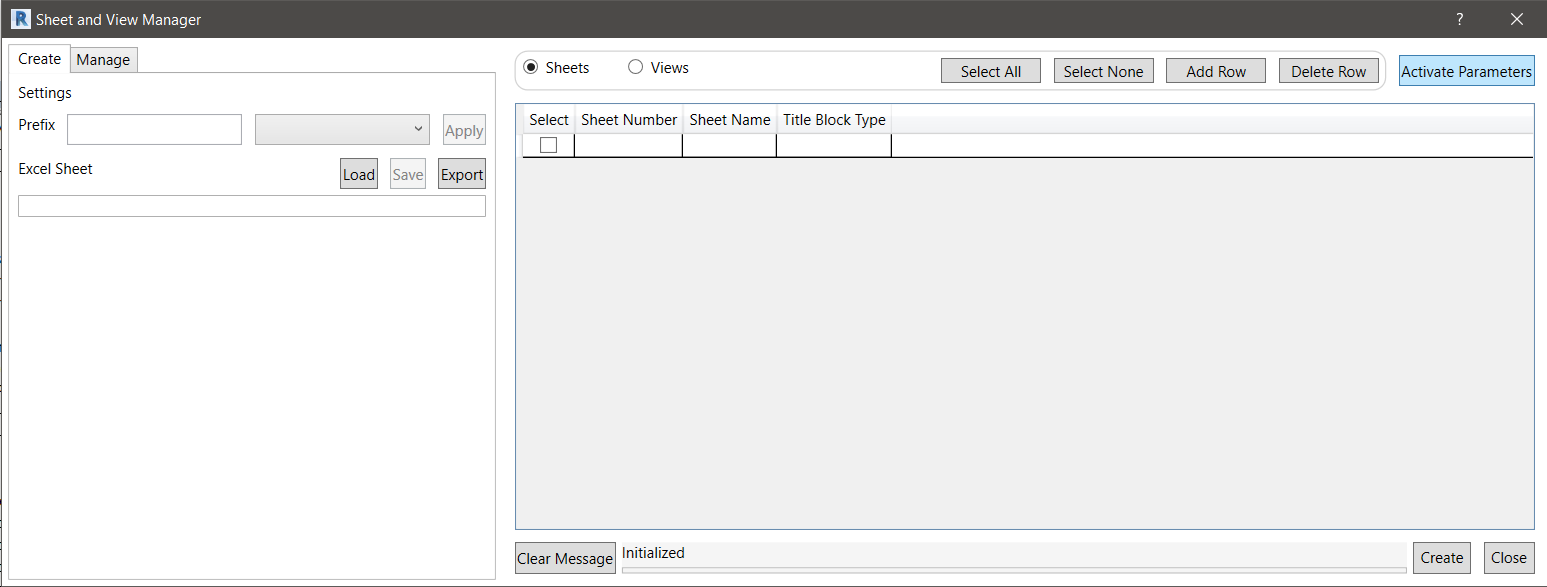 R Sheet and View Manager ?
Create Manage
Settings
Prefix Apply
Excel Sheet Load Save Export
Sheets Views Select All Select None Add Row Delete Row Activate Parameters
Select Sheet Number Sheet Name Title Block Type
Clear Message Initialized Create Close